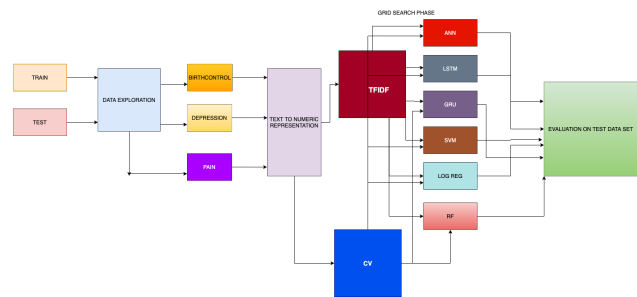 GRID SEARCH PHASE
TRAIN
TEST
DATA EXPLORATION
BIRTHCONTROL
DEPRESSION
PAIN
TEXT TO NUMERIC
REPRESENTATION
TFIDF
CV
ANN
LSTM
GRU
SVM
LOG REG
RF
EVALUATION ON TEST DATA SET